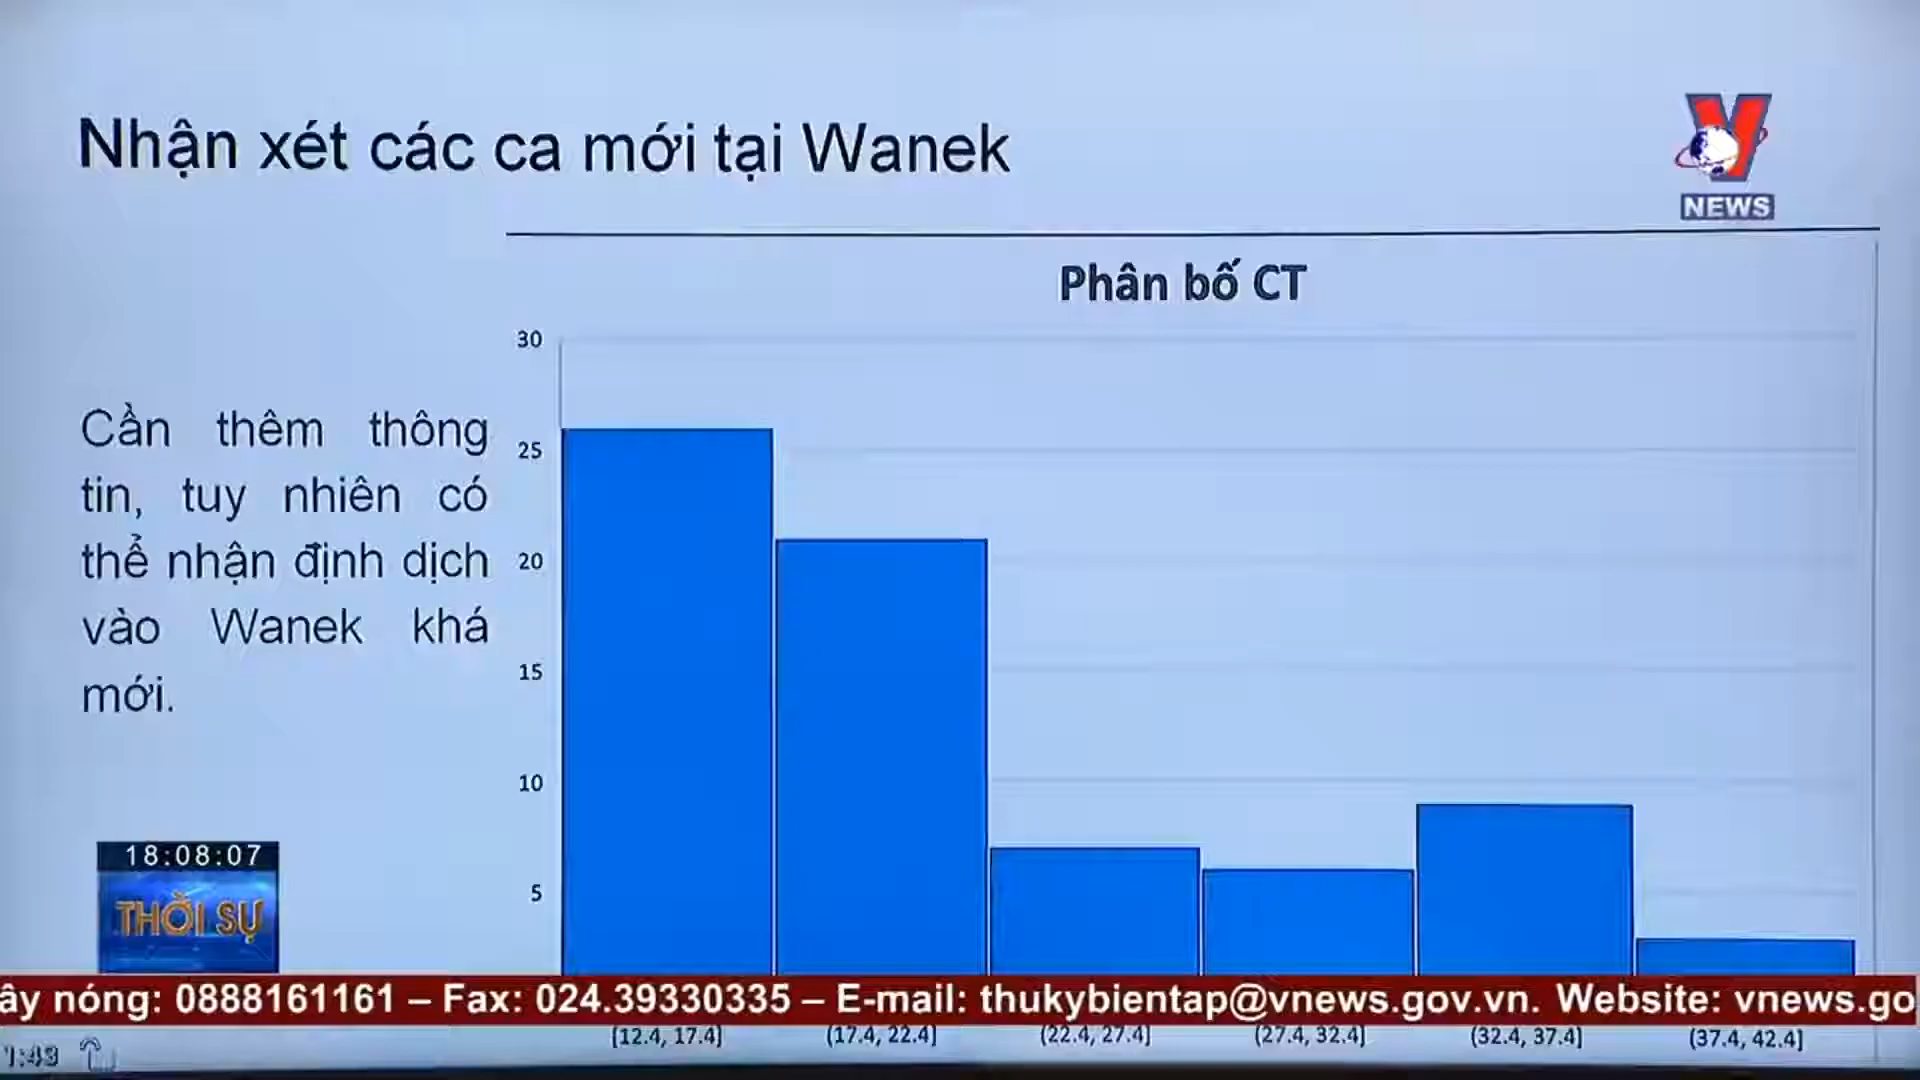 Nhận xét các ca mới tại Wanek
NEWS
Phân bố CT
30
25
20
15
10
5
Cần thêm thông
tin, tuy nhiên có
thể nhận định dịch
vào Wanek khá
mới.
18:08:07
THỜI SỰ
ây nóng: 0888161161 – Fax: 024.39330335 – E-mail: thukybientap@vnews.gov.vn. Website: vnews.go
[12.4, 17.4]
(17.4, 22.4]
(22.4, 27.4]
(27.4, 32.4]
(32.4, 37.4]
(37.4, 42.4]
1:43